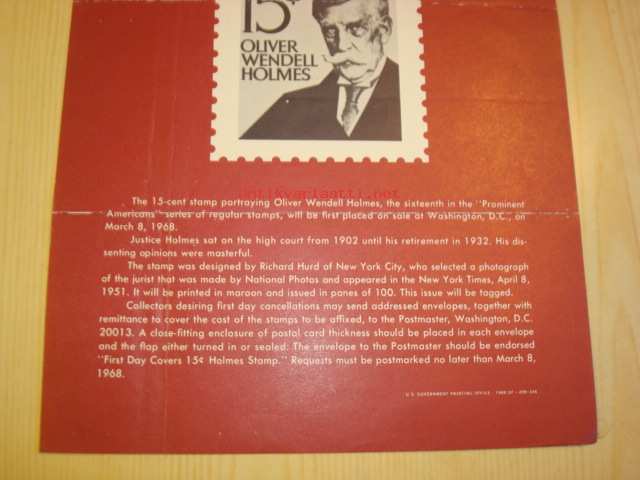 15¢
OLIVER
WENDELL
HOLMES
antikvariaatti.net
The 15-cent stamp portraying Oliver Wendell Holmes, the sixteenth in the "Prominent
Americans" series of regular stamps, will be first placed on sale at Washington, D.C., on
March 8, 1968.
Justice Holmes sat on the high court from 1902 until his retirement in 1932. His dis-
senting opinions were masterful.
The stamp was designed by Richard Hurd of New York City, who selected a photograph
of the jurist that was made by National Photos and appeared in the New York Times, April 8,
1951. It will be printed in maroon and issued in panes of 100. This issue will be tagged.
Collectors desiring first day cancellations may send addressed envelopes, together with
remittance to cover the cost of the stamps to be affixed, to the Postmaster, Washington, D.C.
20013. A close-fitting enclosure of postal card thickness should be placed in each envelope
and the flap either turned in or sealed. The envelope to the Postmaster should be endorsed
"First Day Covers 15¢ Holmes Stamp." Requests must be postmarked no later than March 8,
1968.
U.S. GOVERNMENT PRINTING OFFICE